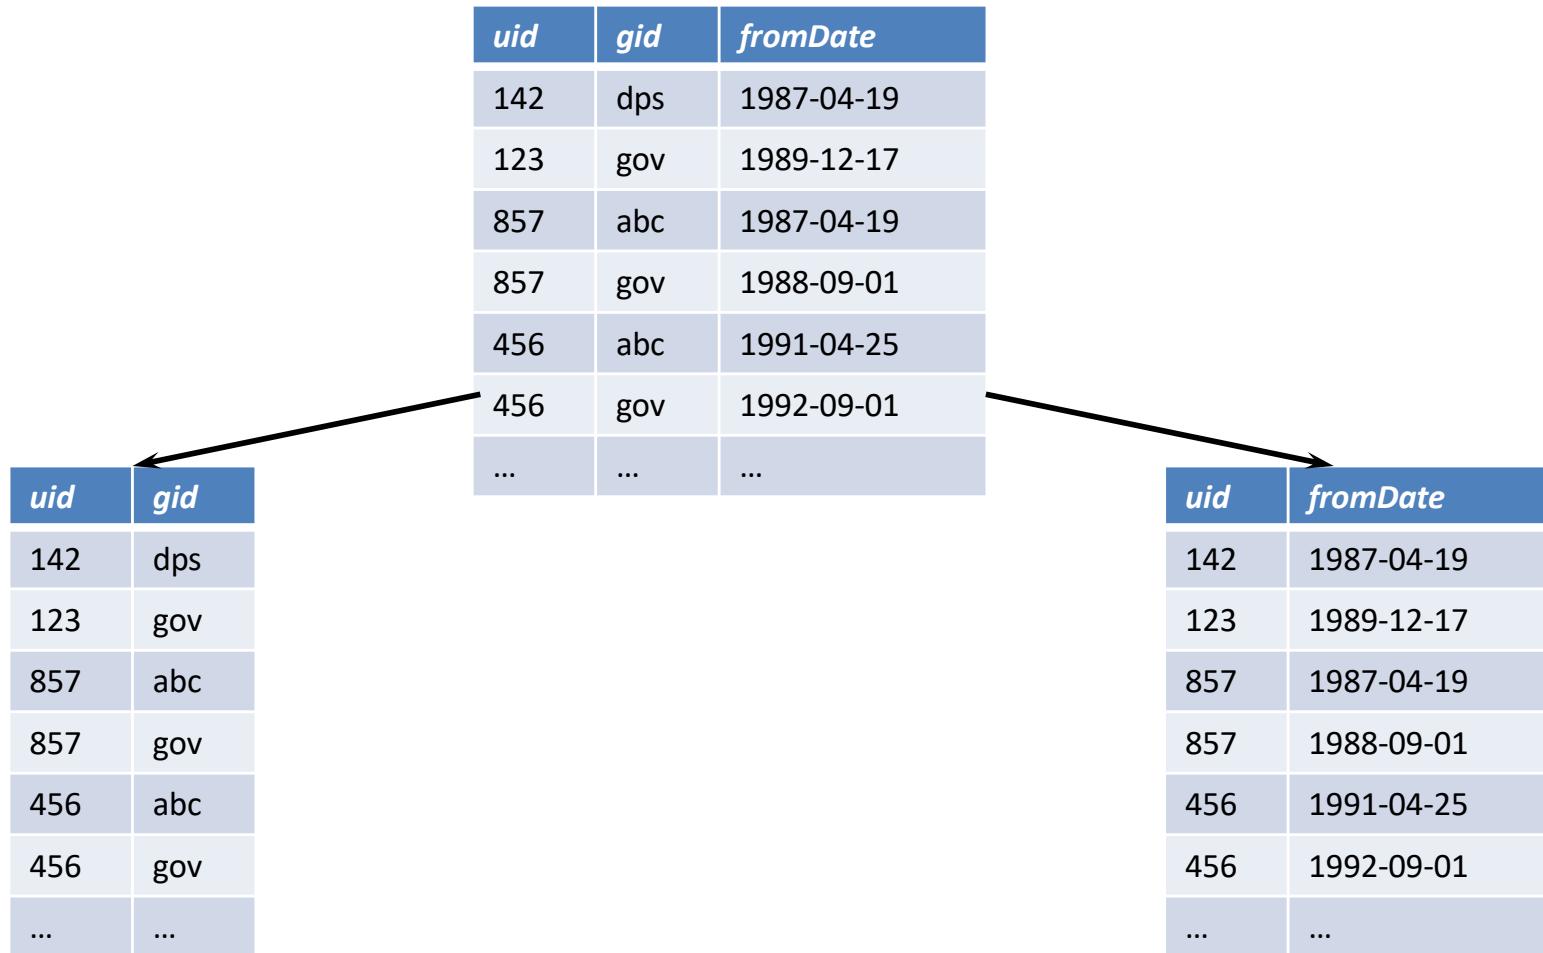 uid gid fromDate
142 dps 1987-04-19
123 gov 1989-12-17
857 abc 1987-04-19
857 gov 1988-09-01
456 abc 1991-04-25
456 gov 1992-09-01
... ... ...
uid gid
142 dps
123 gov
857 abc
857 gov
456 abc
456 gov
... ...
uid fromDate
142 1987-04-19
123 1989-12-17
857 1987-04-19
857 1988-09-01
456 1991-04-25
456 1992-09-01
... ...